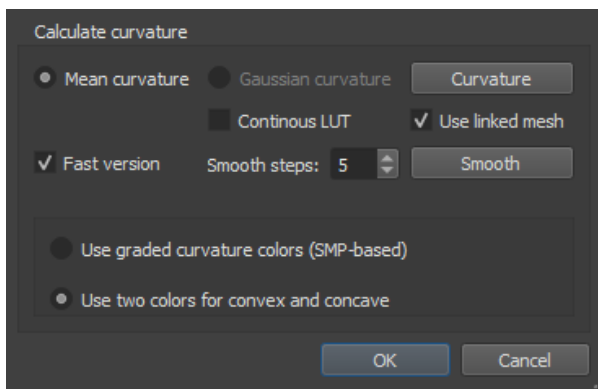 Calculate curvature
Mean curvature Gaussian curvature Curvature
Continous LUT Use linked mesh
Fast version Smooth steps: 5 Smooth
Use graded curvature colors (SMP-based)
Use two colors for convex and concave
OK Cancel